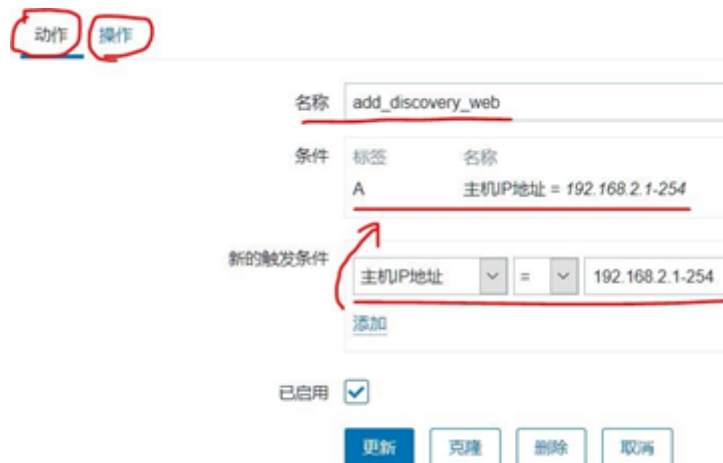 动作 操作
名称 add_discovery_web
条件 标签 名称
A 主机IP地址 = 192.168.2.1-254
新的触发条件
主机IP地址 = 192.168.2.1-254
添加
已启用
更新 克隆 删除 取消